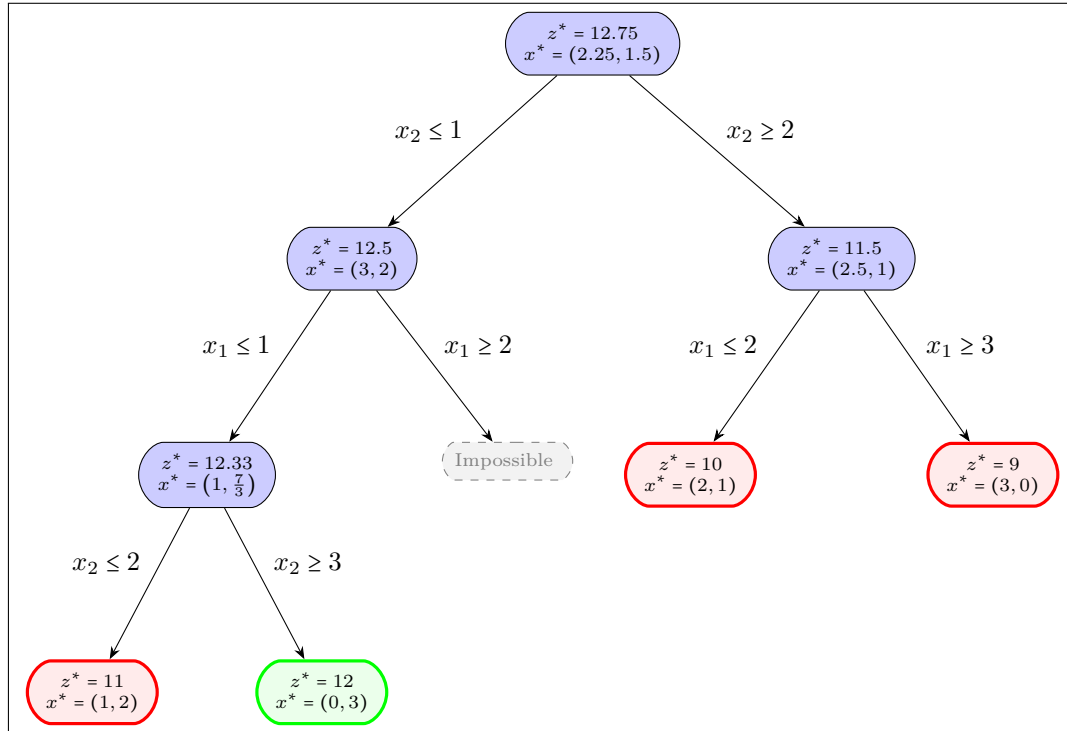 z* = 12.75
x* = (2.25, 1.5)
x₂ ≤ 1
x₂ ≥ 2
z* = 12.5
x* = (3, 2)
z* = 11.5
x* = (2.5, 1)
x₁ ≤ 1
x₁ ≥ 2
x₁ ≤ 2
x₁ ≥ 3
z* = 12.33
x* = (1, 7/3)
Impossible
z* = 10
x* = (2, 1)
z* = 9
x* = (3, 0)
x₂ ≤ 2
x₂ ≥ 3
z* = 11
x* = (1, 2)
z* = 12
x* = (0, 3)